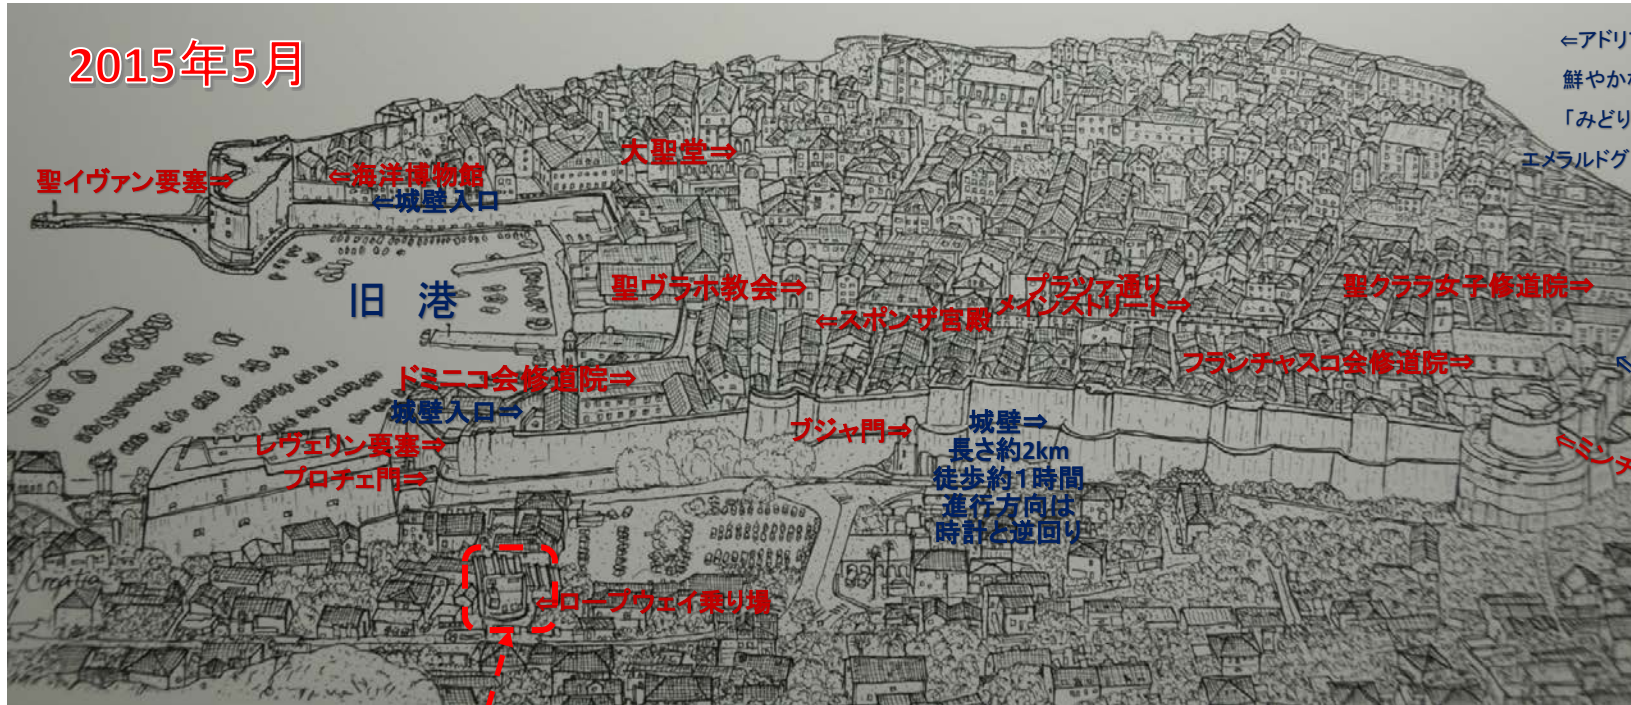 2015年5月
⇐アドリ
鮮やかな
「みどり
エメラルドグ
大聖堂⇒
聖イヴァン要塞⇒
⇐海洋博物館
⇐城壁入口
旧 港
聖ヴラホ教会⇒
⇐スポンザ宮殿
プラツァ通り
メインストリート⇒
聖クララ女子修道院⇒
フランチャスコ会修道院⇒
ドミニコ会修道院⇒
城壁入口⇒
レヴェリン要塞⇒
プロチェ門⇒
ブジャ門⇒
城壁⇒
長さ約2km
徒歩約1時間
進行方向は
時計と逆回り
⇐ミンチ
Croatia
⇐ロープウェイ乗り場